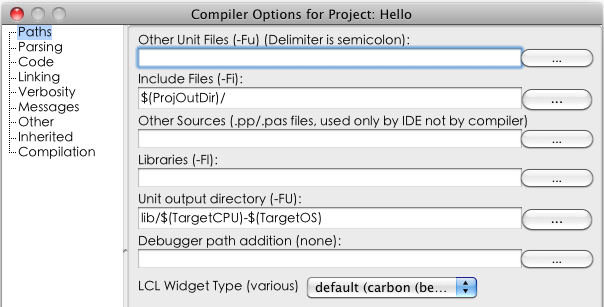 Compiler Options for Project: Hello
Paths
Parsing
Code
Linking
Verbosity
Messages
Other
Inherited
Compilation
Other Unit Files (-Fu) (Delimiter is semicolon):
...
Include Files (-Fi):
$(ProjOutDir)/
...
Other Sources (.pp/.pas files, used only by IDE not by compiler)
...
Libraries (-Fl):
...
Unit output directory (-FU):
lib/$(TargetCPU)-$(TargetOS)
...
Debugger path addition (none):
...
LCL Widget Type (various)
default (carbon (be...